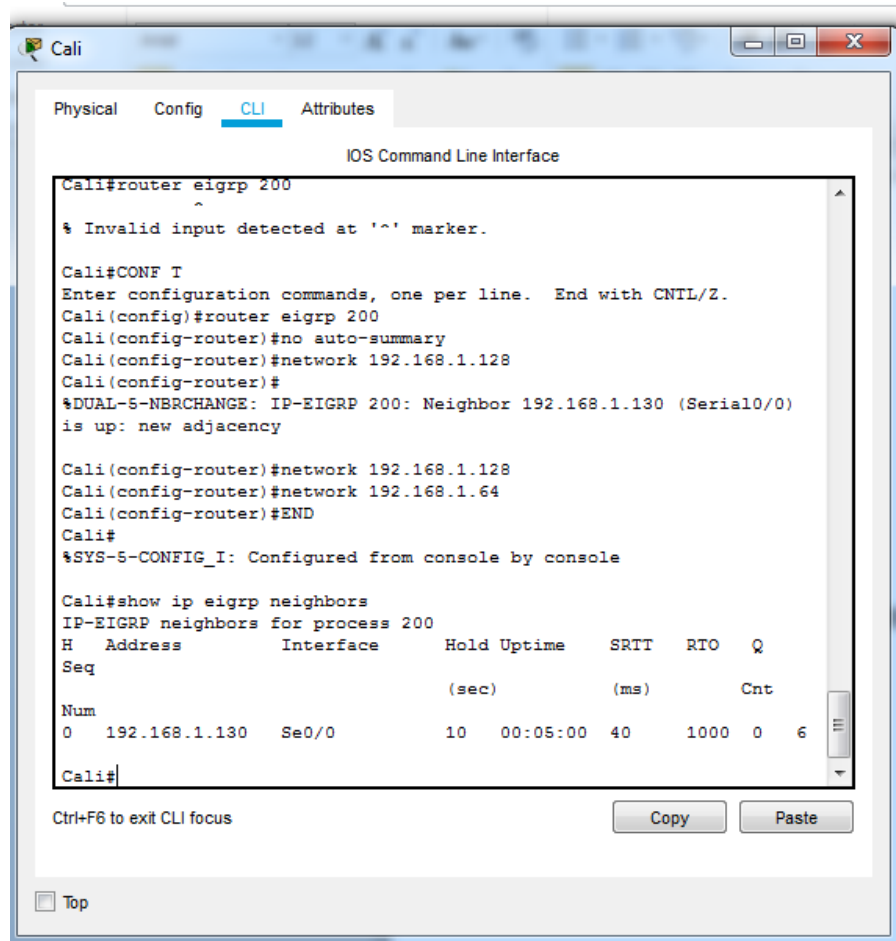 Cali
Physical Config CLI Attributes
IOS Command Line Interface
Cali#router eigrp 200
^
% Invalid input detected at '^' marker.
Cali#CONF T
Enter configuration commands, one per line. End with CNTL/Z.
Cali(config)#router eigrp 200
Cali(config-router)#no auto-summary
Cali(config-router)#network 192.168.1.128
Cali(config-router)#
%DUAL-5-NBRCHANGE: IP-EIGRP 200: Neighbor 192.168.1.130 (Serial0/0)
is up: new adjacency
Cali(config-router)#network 192.168.1.128
Cali(config-router)#network 192.168.1.64
Cali(config-router)#END
Cali#
%SYS-5-CONFIG_I: Configured from console by console
Cali#show ip eigrp neighbors
IP-EIGRP neighbors for process 200
H Address Interface Hold Uptime SRTT RTO Q
Seq
(sec) (ms) Cnt
Num
0 192.168.1.130 Se0/0 10 00:05:00 40 1000 0 6
Cali#
Ctrl+F6 to exit CLI focus Copy Paste
Top